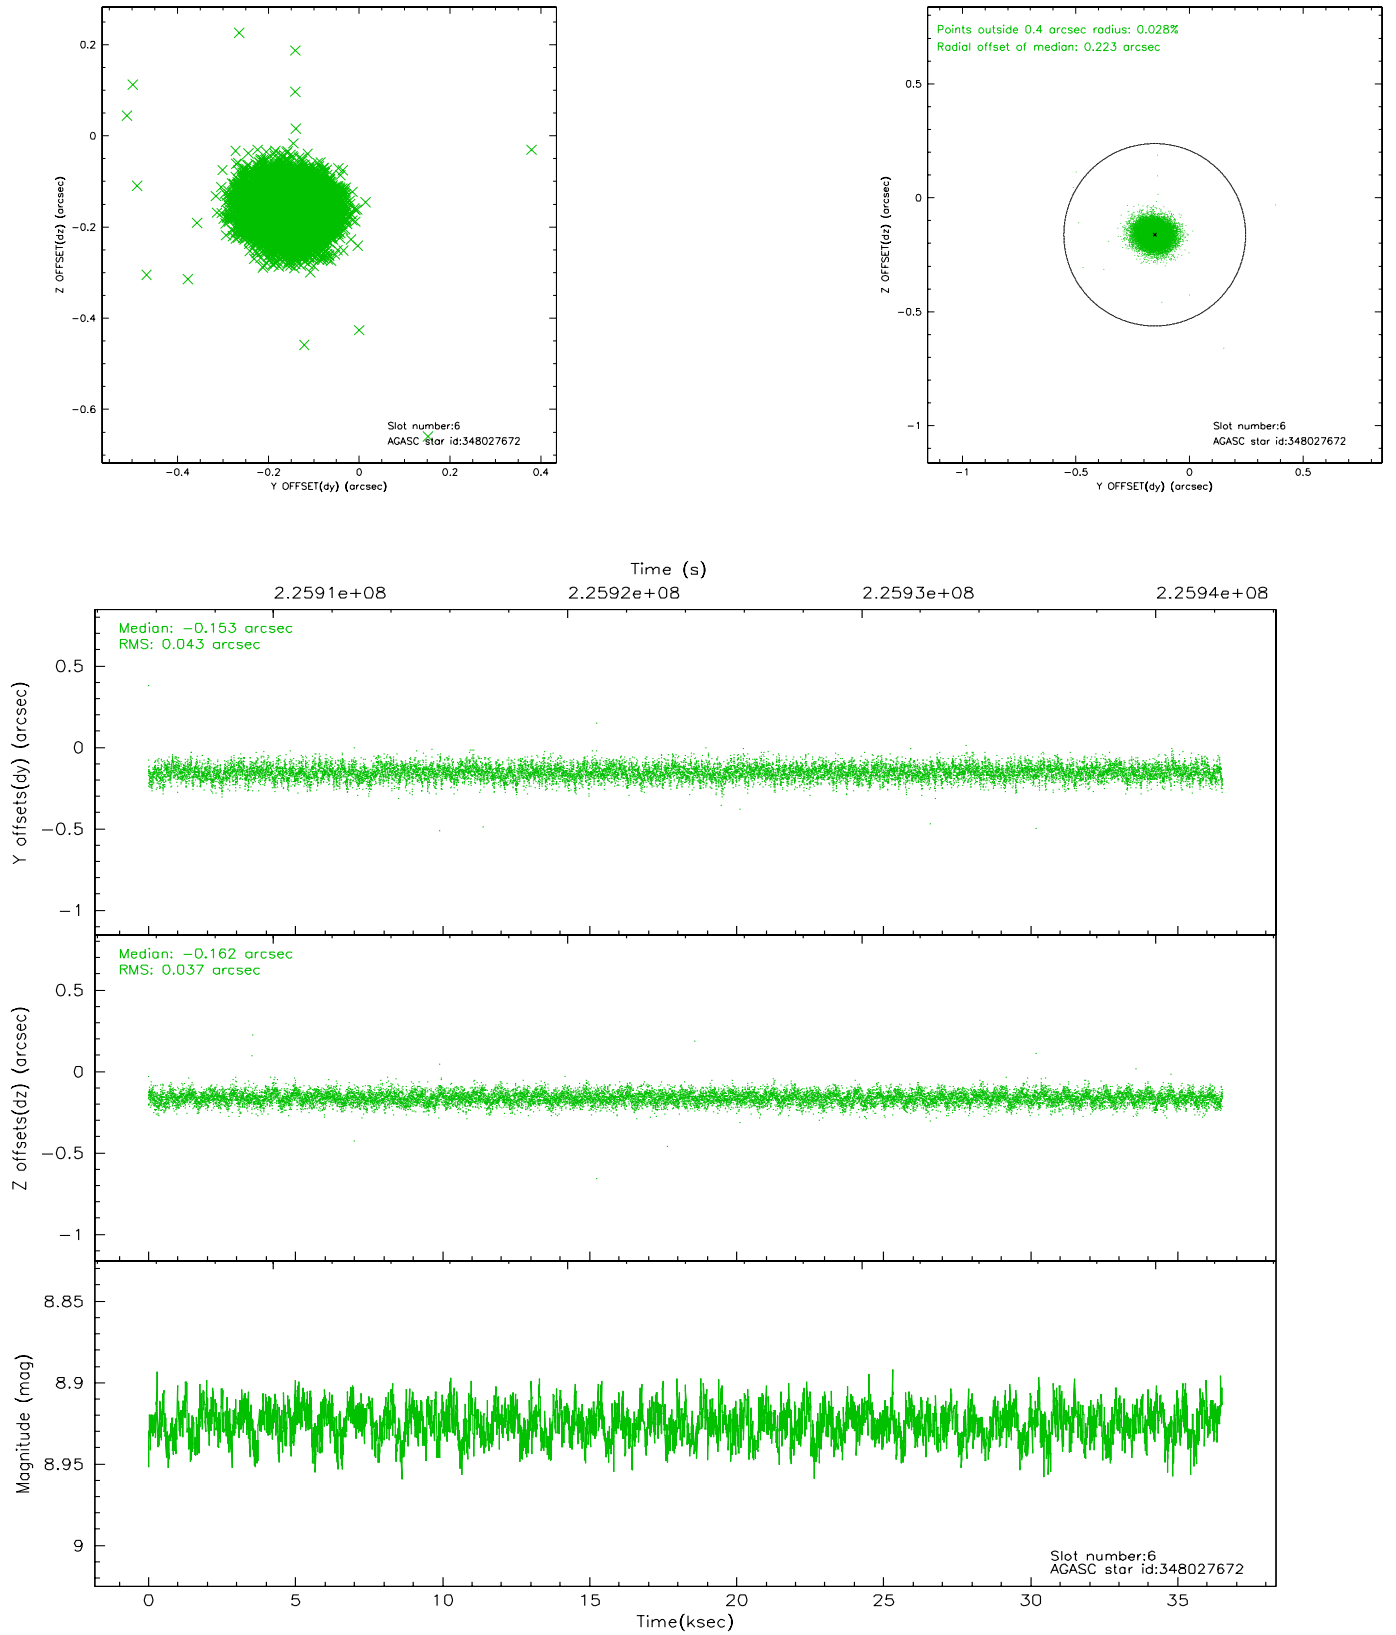 0.2
0
−0.2
−0.4
−0.6
Z OFFSET(dz) (arcsec)
−0.4 −0.2 0 0.2 0.4
Y OFFSET(dy) (arcsec)
Slot number:6
AGASC star id:348027672
Points outside 0.4 arcsec radius: 0.028%
Radial offset of median: 0.223 arcsec
0.5
0
−0.5
−1
Z OFFSET(dz) (arcsec)
−1 −0.5 0 0.5
Y OFFSET(dy) (arcsec)
Slot number:6
AGASC star id:348027672
Time (s)
2.2591e+08 2.2592e+08 2.2593e+08 2.2594e+08
Median: −0.153 arcsec
RMS: 0.043 arcsec
0.5
0
−0.5
−1
Y offsets(dy) (arcsec)
Median: −0.162 arcsec
RMS: 0.037 arcsec
0.5
0
−0.5
−1
Z offsets(dz) (arcsec)
8.85
8.9
8.95
9
Magnitude (mag)
Slot number:6
AGASC star id:348027672
0 5 10 15 20 25 30 35
Time(ksec)